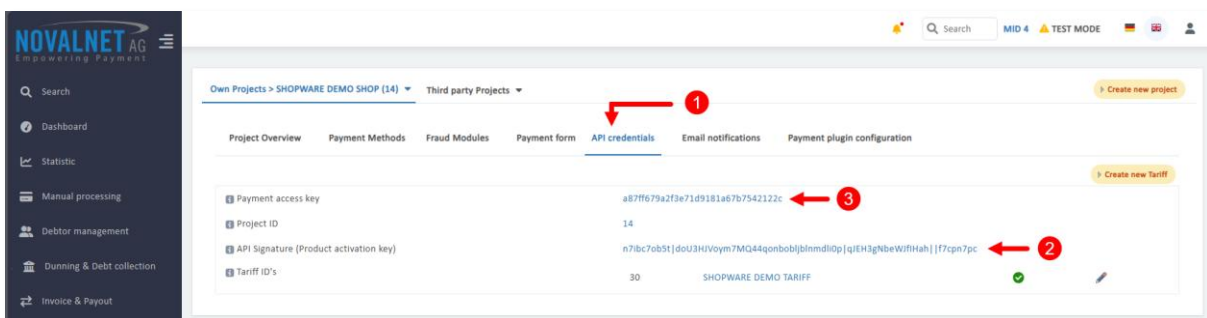 NOVALNET AG
Empowering Payment
Search
MID 4
TEST MODE
Search
Dashboard
Statistic
Manual processing
Debtor management
Dunning & Debt collection
Invoice & Payout
Own Projects > SHOPWARE DEMO SHOP (14)
Third party Projects
Create new project
1
Project Overview
Payment Methods
Fraud Modules
Payment form
API credentials
Email notifications
Payment plugin configuration
Create new Tariff
Payment access key
a87ff679a2f3e71d9181a67b7542122c
3
Project ID
14
API Signature (Product activation key)
n7ibc7ob5t|doU3HJVoym7MQ44qonbobljblnmdli0p|qJEH3gNbeWJfIHah||f7cpn7pc
2
Tariff ID's
30
SHOPWARE DEMO TARIFF